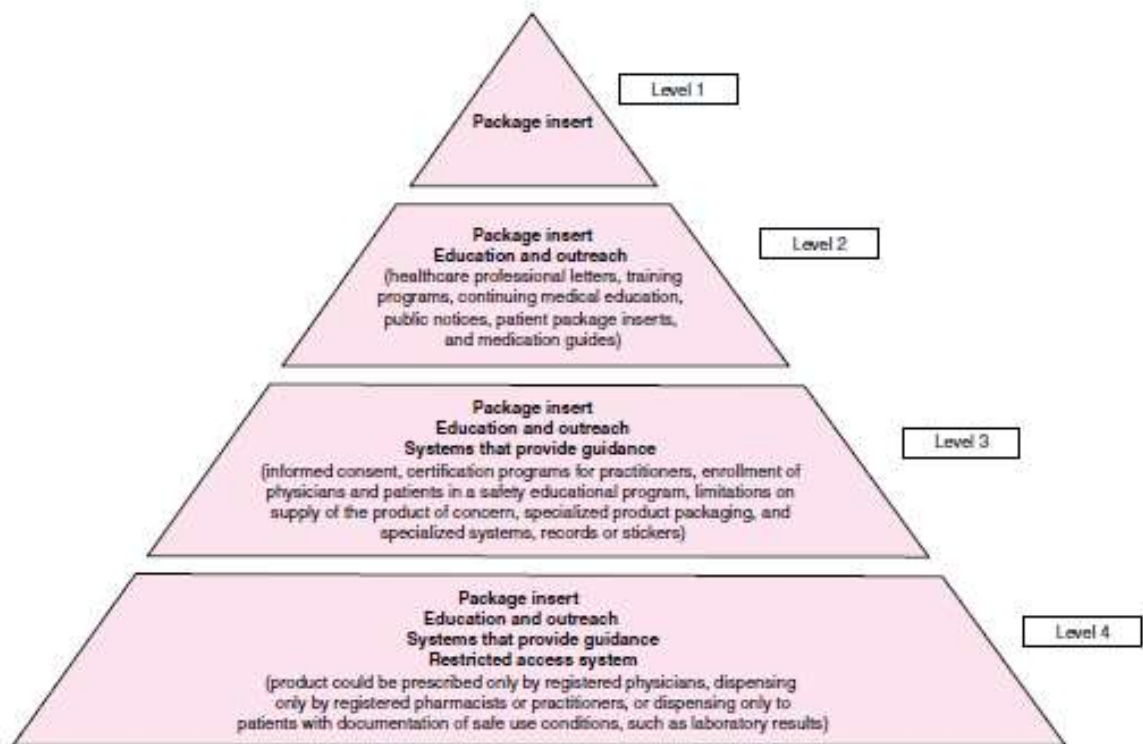 Level 1
Package insert
Level 2
Package insert
Education and outreach
(healthcare professional letters, training
programs, continuing medical education,
public notices, patient package inserts,
and medication guides)
Level 3
Package insert
Education and outreach
Systems that provide guidance
(informed consent, certification programs for practitioners, enrollment of
physicians and patients in a safety educational program, limitations on
supply of the product of concern, specialized product packaging, and
specialized systems, records or stickers)
Level 4
Package insert
Education and outreach
Systems that provide guidance
Restricted access system
(product could be prescribed only by registered physicians, dispensing
only by registered pharmacists or practitioners, or dispensing only to
patients with documentation of safe use conditions, such as laboratory results)